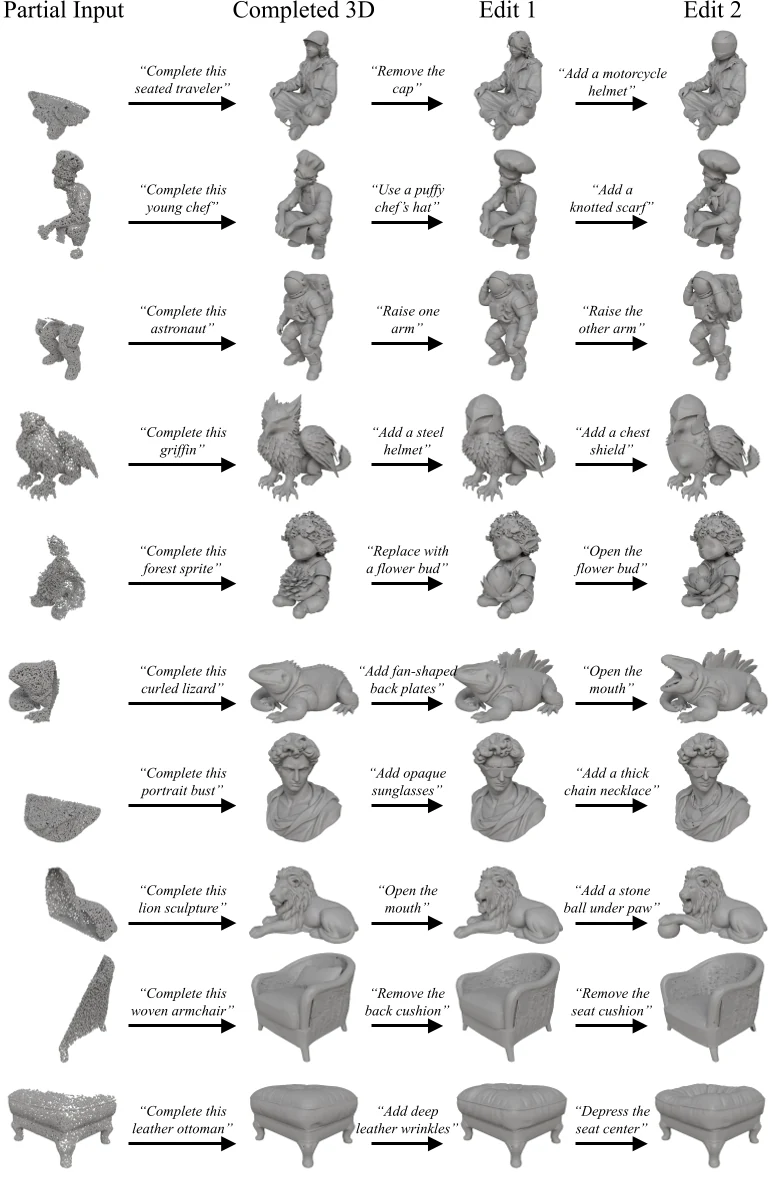 Partial Input Completed 3D Edit 1 Edit 2
“Complete this
seated traveler”
“Remove the
cap”
“Add a motorcycle
helmet”
“Complete this
young chef”
“Use a puffy
chef’s hat”
“Add a
knotted scarf”
“Complete this
astronaut”
“Raise one
arm”
“Raise the
other arm”
“Complete this
griffin”
“Add a steel
helmet”
“Add a chest
shield”
“Complete this
forest sprite”
“Replace with
a flower bud”
“Open the
flower bud”
“Complete this
curled lizard”
“Add fan-shaped
back plates”
“Open the
mouth”
“Complete this
portrait bust”
“Add opaque
sunglasses”
“Add a thick
chain necklace”
“Complete this
lion sculpture”
“Open the
mouth”
“Add a stone
ball under paw”
“Complete this
woven armchair”
“Remove the
back cushion”
“Remove the
seat cushion”
“Complete this
leather ottoman”
“Add deep
leather wrinkles”
“Depress the
seat center”